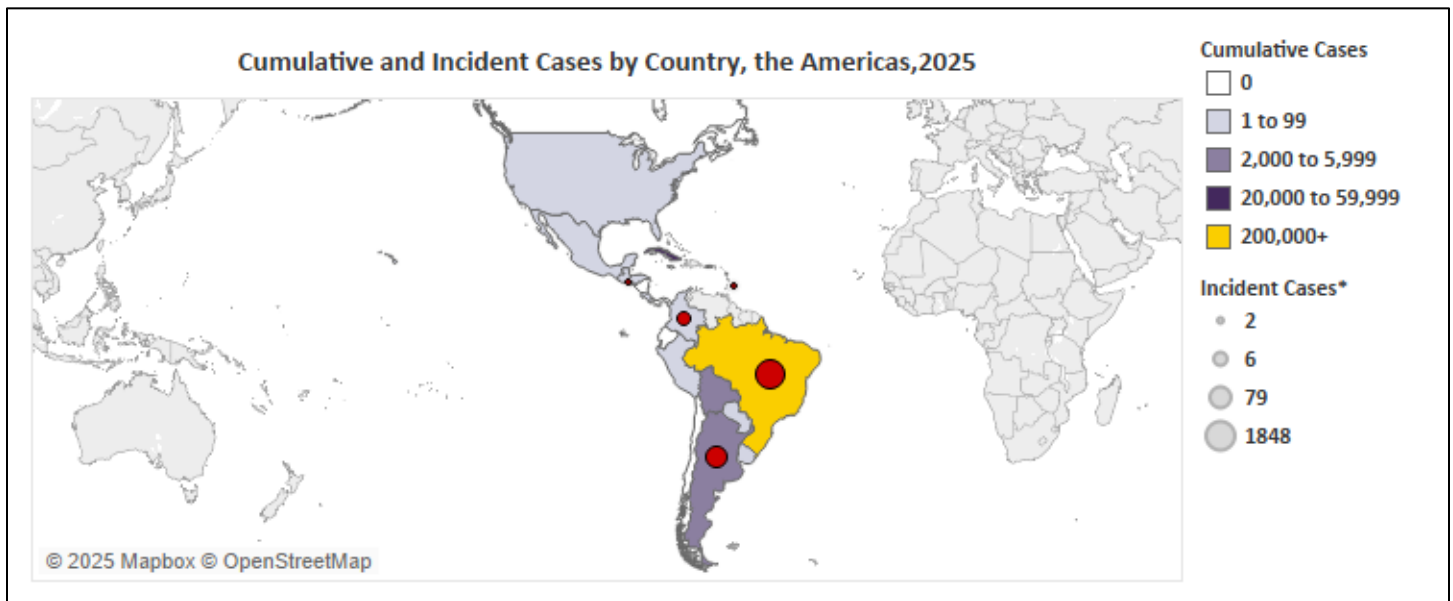 Cumulative and Incident Cases by Country, the Americas,2025
Cumulative Cases
0
1 to 99
2,000 to 5,999
20,000 to 59,999
200,000+
Incident Cases*
2
6
79
1848
© 2025 Mapbox © OpenStreetMap